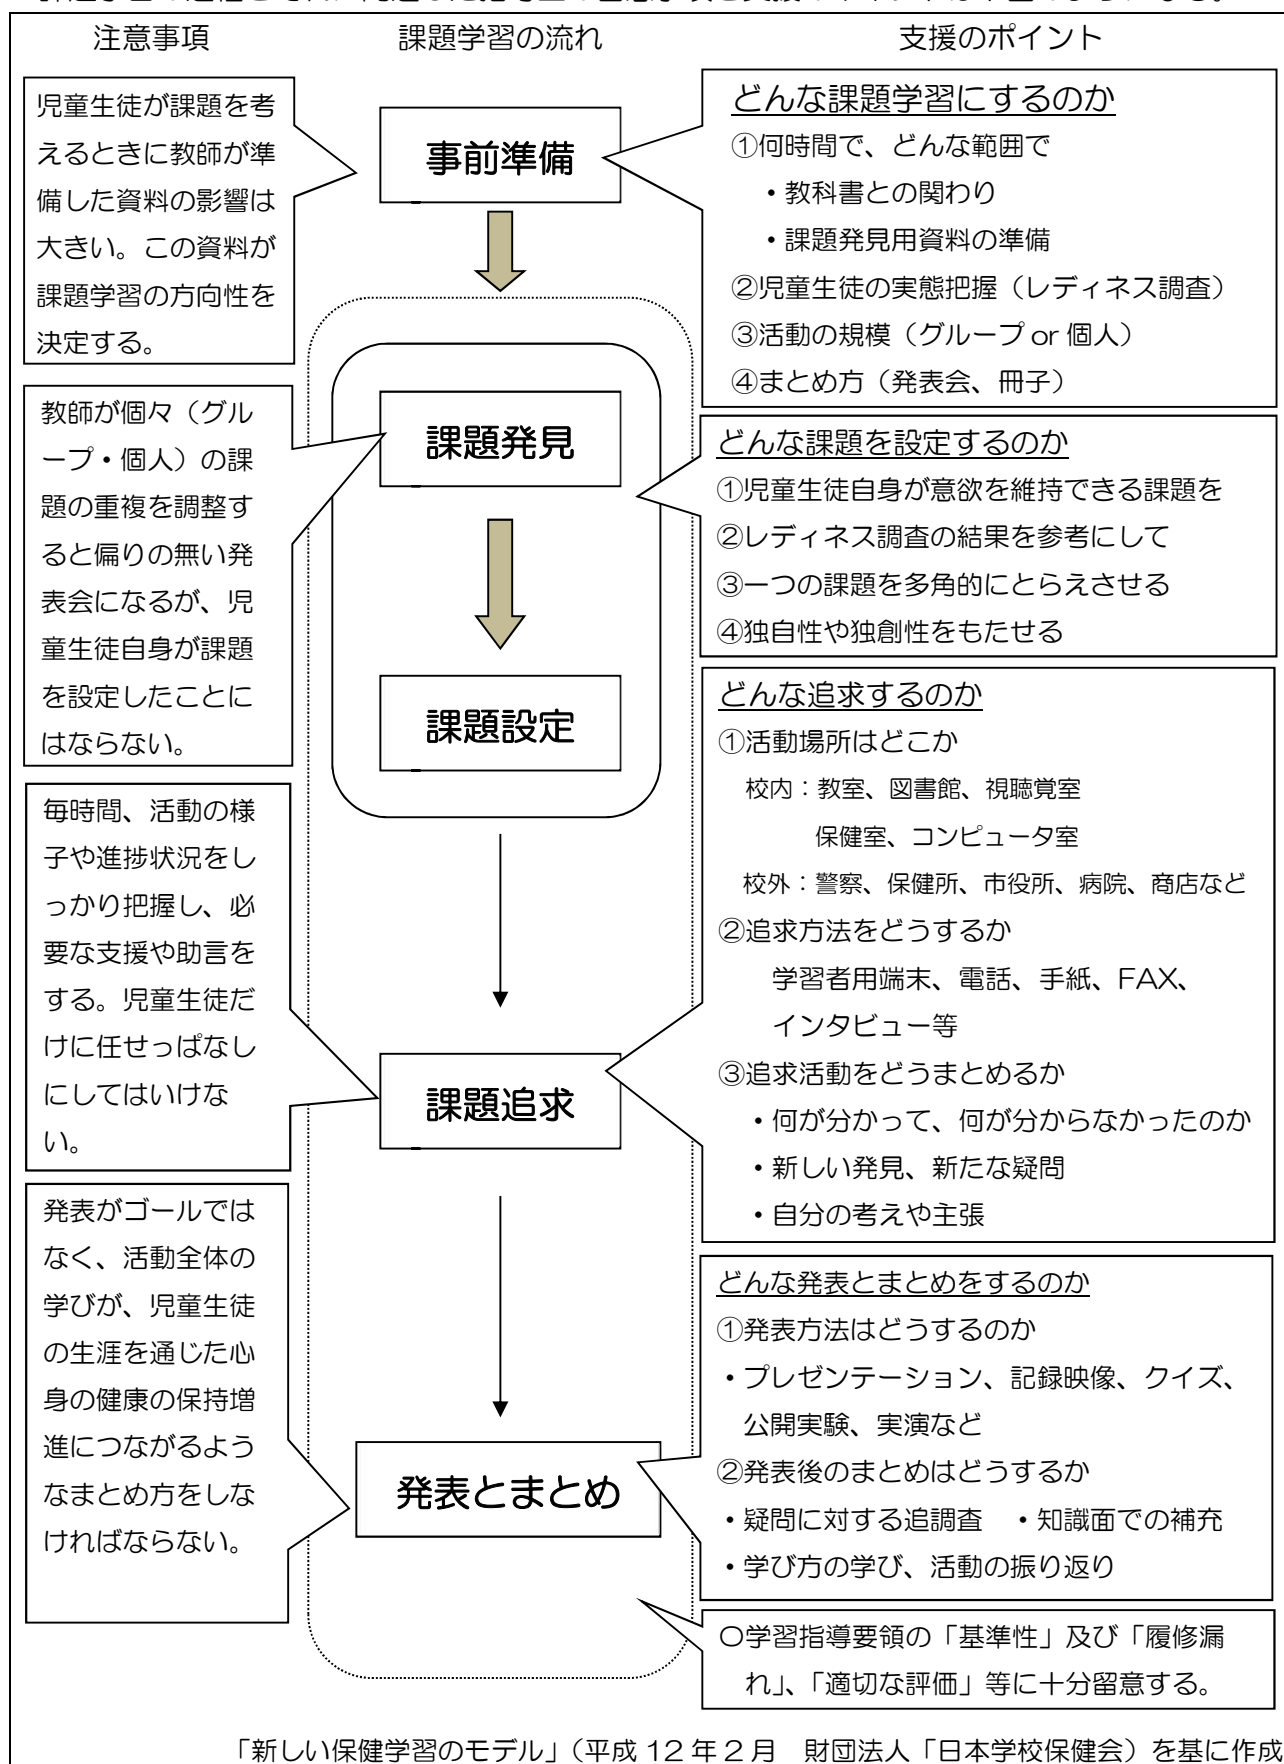 注意事項
課題学習の流れ
支援のポイント
児童生徒が課題を考
えるときに教師が準
備した資料の影響は
大きい。この資料が
課題学習の方向性を
決定する。
事前準備
どんな課題学習にするのか
①何時間で、どんな範囲で
・教科書との関わり
・課題発見用資料の準備
②児童生徒の実態把握（レディネス調査）
③活動の規模（グループ or 個人）
④まとめ方（発表会、冊子）
教師が個々（グル
ープ・個人）の課
題の重複を調整す
ると偏りの無い発
表会になるが、児
童生徒自身が課題
を設定したことに
はならない。
課題発見
課題設定
どんな課題を設定するのか
①児童生徒自身が意欲を維持できる課題を
②レディネス調査の結果を参考にして
③一つの課題を多角的にとらえさせる
④独自性や独創性をもたせる
毎時間、活動の様
子や進捗状況をし
っかり把握し、必
要な支援や助言を
する。児童生徒だ
けに任せっぱなし
にしてはいけな
い。
課題追求
どんな追求するのか
①活動場所はどこか
校内：教室、図書館、視聴覚室
保健室、コンピュータ室
校外：警察、保健所、市役所、病院、商店など
②追求方法をどうするか
学習者用端末、電話、手紙、FAX、
インタビュー等
③追求活動をどうまとめるか
・何が分かって、何が分からなかったのか
・新しい発見、新たな疑問
・自分の考えや主張
発表がゴールでは
なく、活動全体の
学びが、児童生徒
の生涯を通じた心
身の健康の保持増
進につながるよう
なまとめ方をしな
ければならない。
発表とまとめ
どんな発表とまとめをするのか
①発表方法はどうするのか
・プレゼンテーション、記録映像、クイズ、
公開実験、実演など
②発表後のまとめはどうするか
・疑問に対する追調査　・知識面での補充
・学び方の学び、活動の振り返り
〇学習指導要領の「基準性」及び「履修漏
れ」、「適切な評価」等に十分留意する。
「新しい保健学習のモデル」（平成 12 年２月　財団法人「日本学校保健会）を基に作成